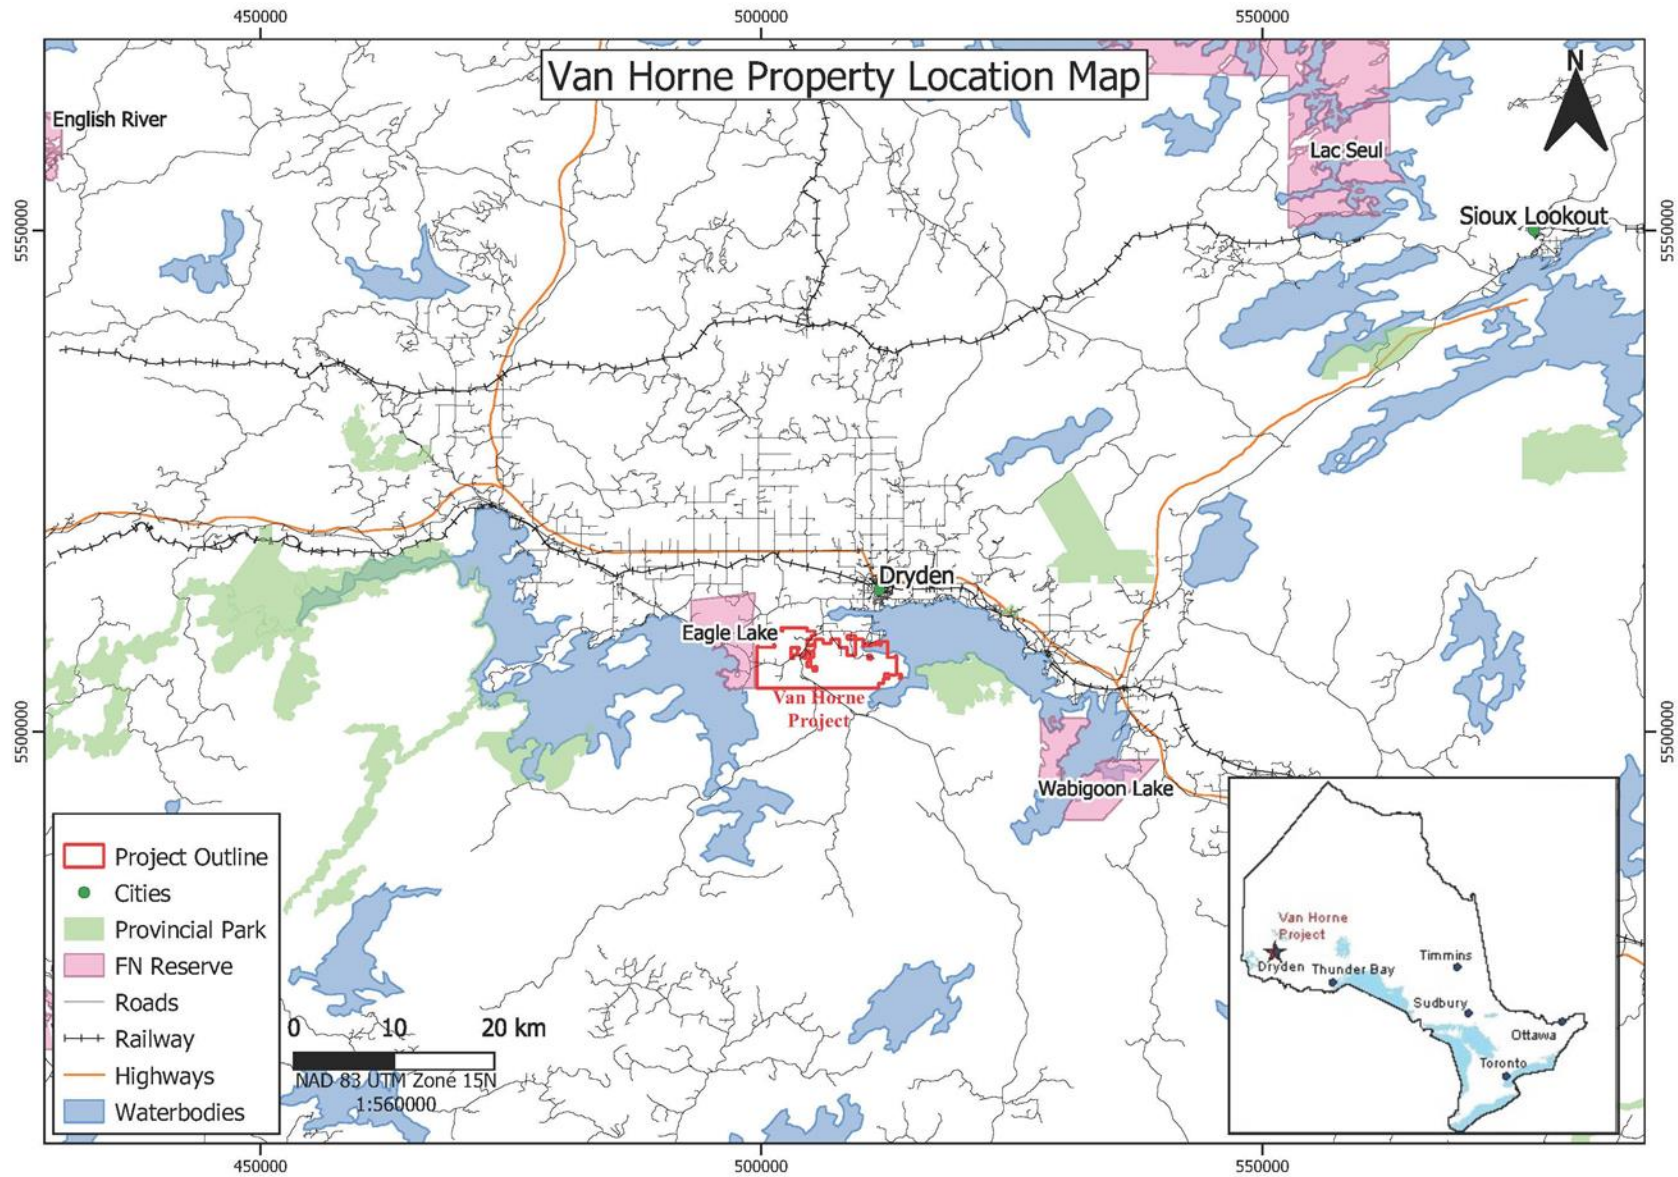 450000
500000
550000
Van Horne Property Location Map
N
English River
Lac Seul
Sioux Lookout
5550000
5550000
Dryden
Eagle Lake
Van Horne
Project
5500000
5500000
Wabigoon Lake
Project Outline
Cities
Provincial Park
FN Reserve
Roads
Railway
Highways
Waterbodies
0 10 20 km
NAD 83 UTM Zone 15N
1:560000
Van Horne
Project
Dryden
Thunder Bay
Timmins
Sudbury
Ottawa
Toronto
450000
500000
550000